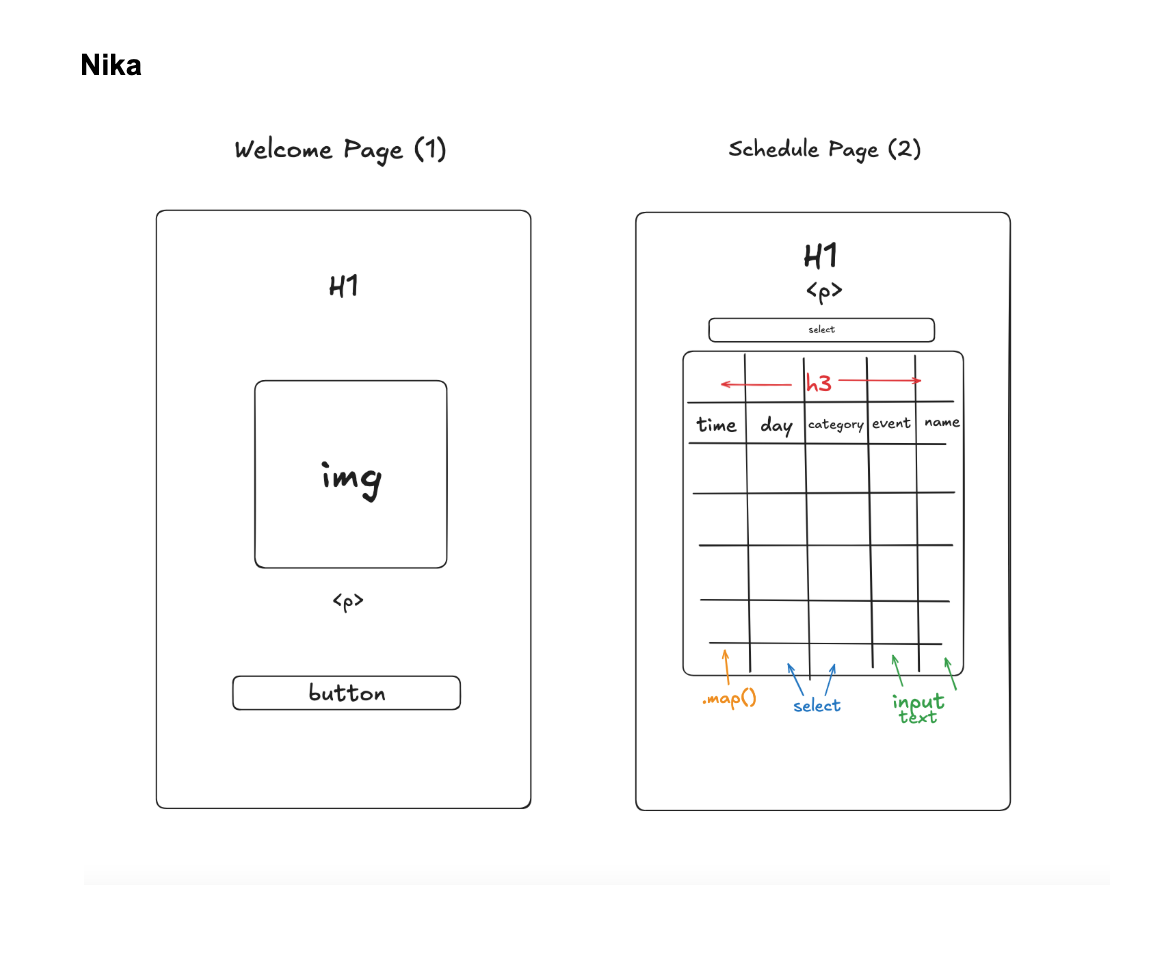 Nika
Welcome Page (1)
H1
img
<p>
button
Schedule Page (2)
H1
<p>
select
h3
time day category event name
.map()
select
input
text